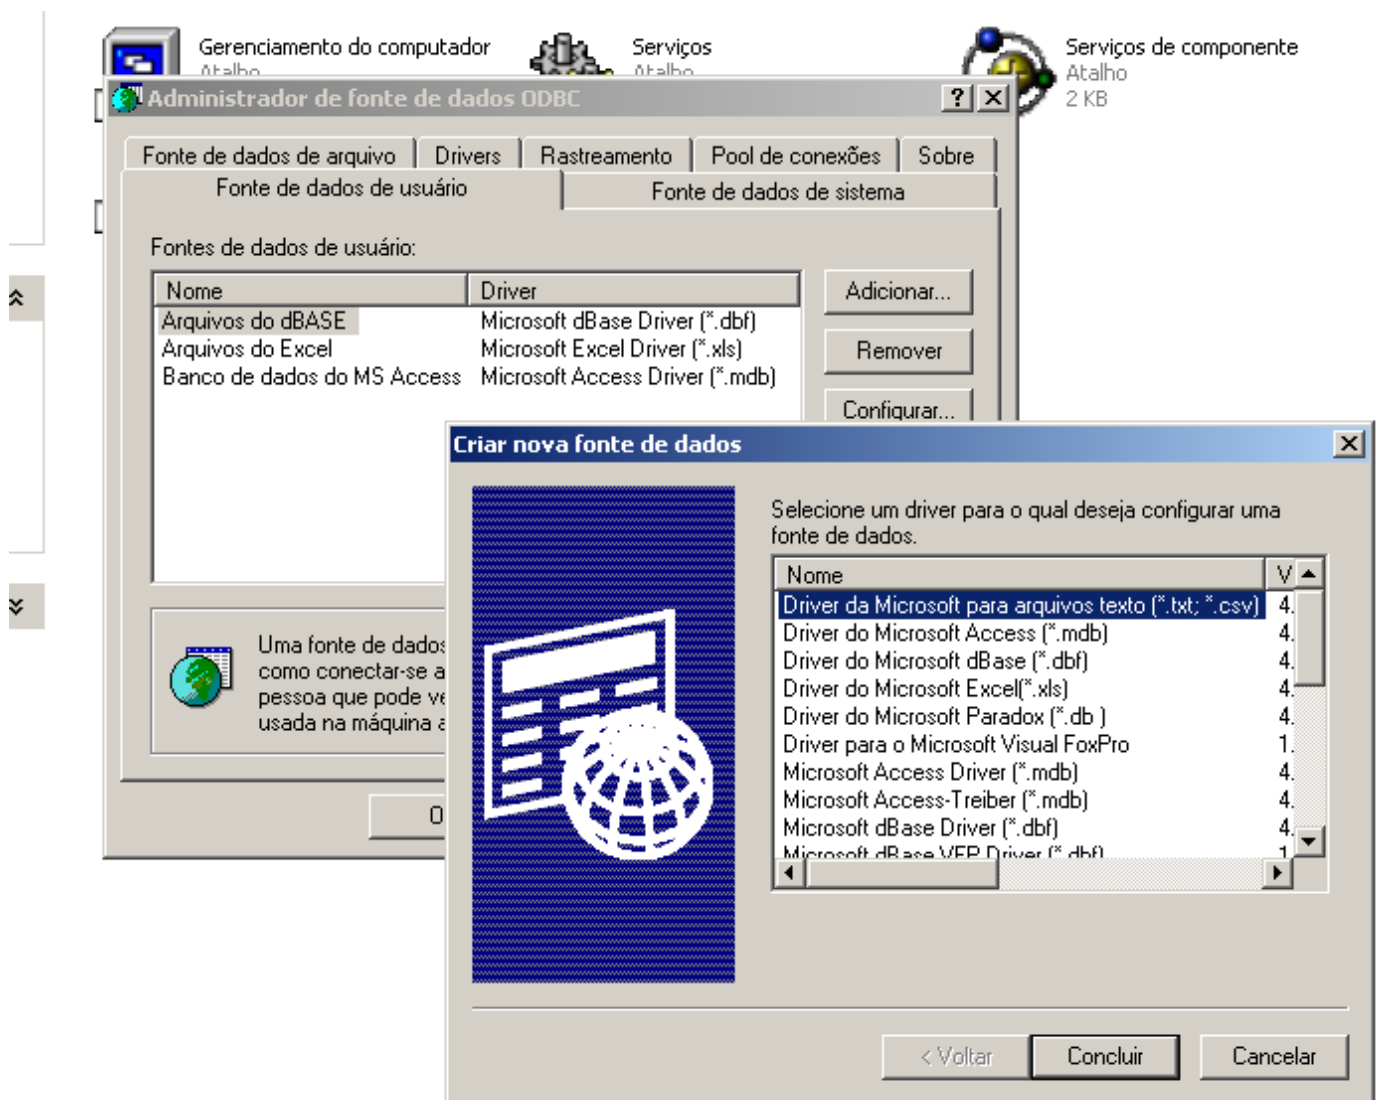 Gerenciamento do computador
Atalho
Serviços
Atalho
Serviços de componente
Atalho
2 KB
Administrador de fonte de dados ODBC
Fonte de dados de arquivo
Drivers
Rastreamento
Pool de conexões
Sobre
Fonte de dados de usuário
Fonte de dados de sistema
Fontes de dados de usuário:
Nome Driver
Arquivos do dBASE Microsoft dBase Driver (*.dbf)
Arquivos do Excel Microsoft Excel Driver (*.xls)
Banco de dados do MS Access Microsoft Access Driver (*.mdb)
Adicionar...
Remover
Configurar...
Uma fonte de dados
como conectar-se a
pessoa que pode
usada na máquina
Criar nova fonte de dados
Selecione um driver para o qual deseja configurar uma
fonte de dados.
Nome V
Driver da Microsoft para arquivos texto (*.txt; *.csv) 4.
Driver do Microsoft Access (*.mdb) 4.
Driver do Microsoft dBase (*.dbf) 4.
Driver do Microsoft Excel(*.xls) 4.
Driver do Microsoft Paradox (*.db ) 4.
Driver para o Microsoft Visual FoxPro 1.
Microsoft Access Driver (*.mdb) 4.
Microsoft Access-Treiber (*.mdb) 4.
Microsoft dBase Driver (*.dbf) 4.
Microsoft dBase VFP Driver (*.dbf) 1
< Voltar
Concluir
Cancelar